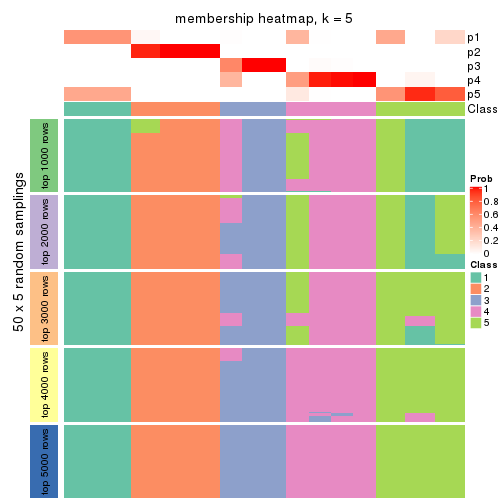 membership heatmap, k = 5
p1
p2
p3
p4
p5
Class
50 x 5 random samplings
top 1000 rows
top 2000 rows
top 3000 rows
top 4000 rows
top 5000 rows
Prob
1
0.8
0.6
0.4
0.2
0
Class
1
2
3
4
5